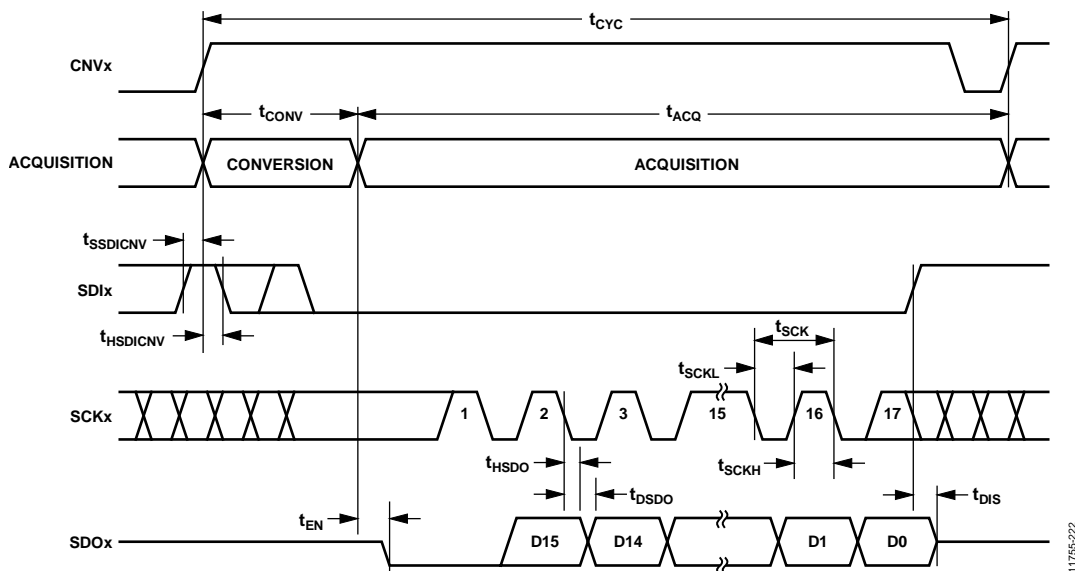 tCYC
CNVx
tCONV
tACQ
ACQUISITION
CONVERSION
ACQUISITION
tSSDICNV
SDIx
tHSDICNV
tSCK
tSCKL
SCKx
1
2
3
15
16
17
tHSDO
tSCKH
tDSDO
tDIS
tEN
SDOx
D15
D14
D1
D0
11755-222